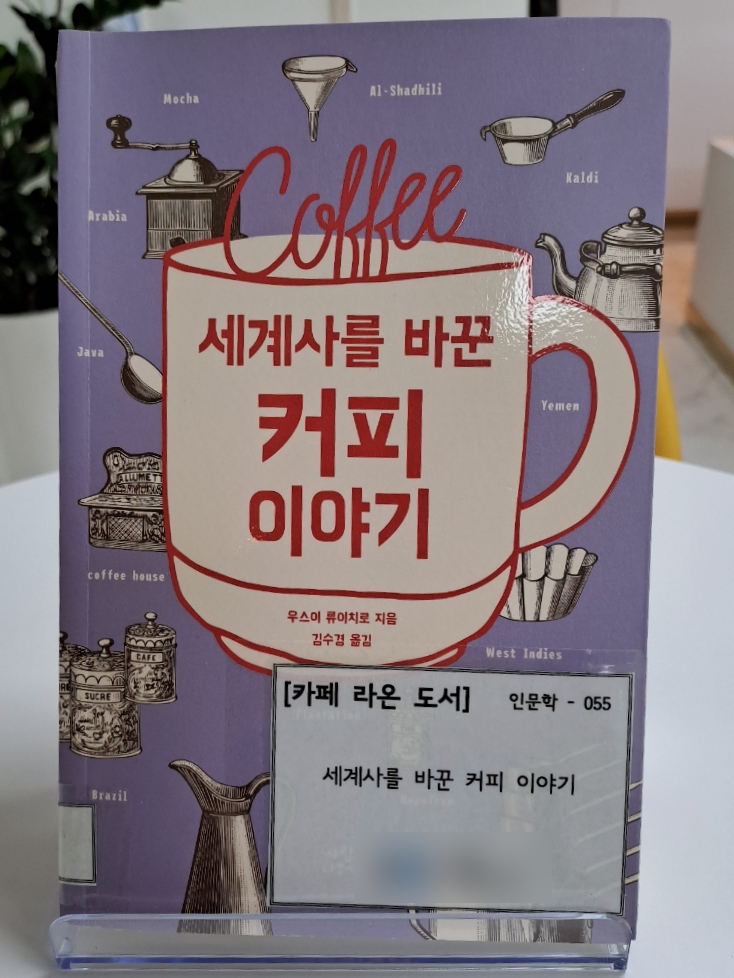 Mocha
Al-Shadhili
Kaldi
Coffee
Arabia
세계사를 바꾼
Java
커피
Yemen
이야기
ALLUMET
coffee house
우스이 류이치로 지음
김수경 옮김
West Indies
CAFE
SUCRE
[카페 라온 도서] 인문학 - 055
세계사를 바꾼 커피 이야기
Brazil